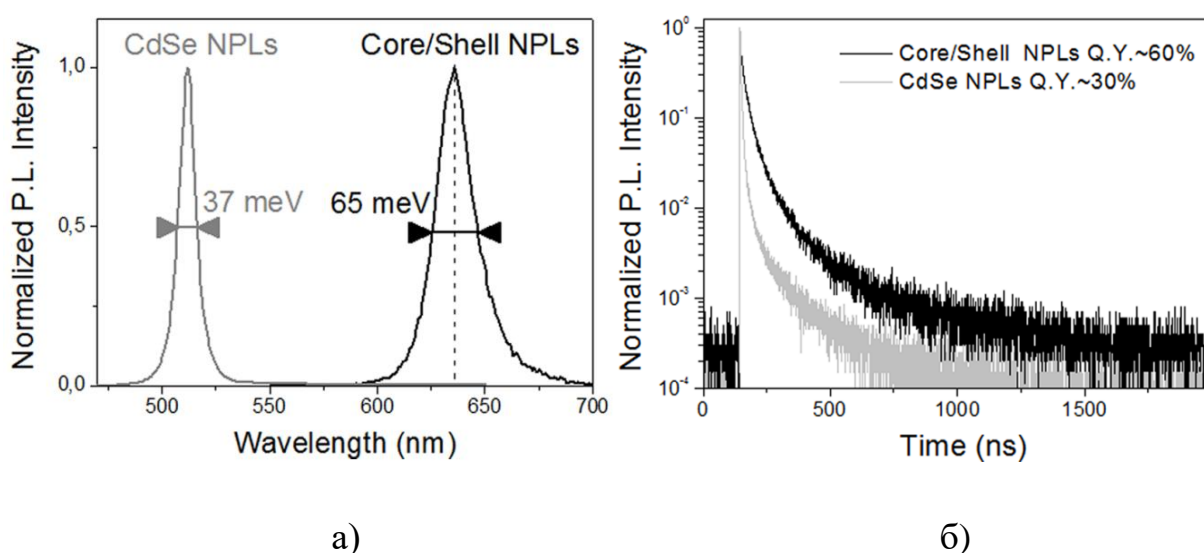 CdSe NPLs
Core/Shell NPLs
37 meV
65 meV
Normalized P.L. Intensity
1,0
0,5
0,0
500
550
600
650
700
Wavelength (nm)
а)
Core/Shell NPLs Q.Y.~60%
CdSe NPLs Q.Y.~30%
Normalized P.L. Intensity
10⁰
10⁻¹
10⁻²
10⁻³
10⁻⁴
0
500
1000
1500
Time (ns)
б)